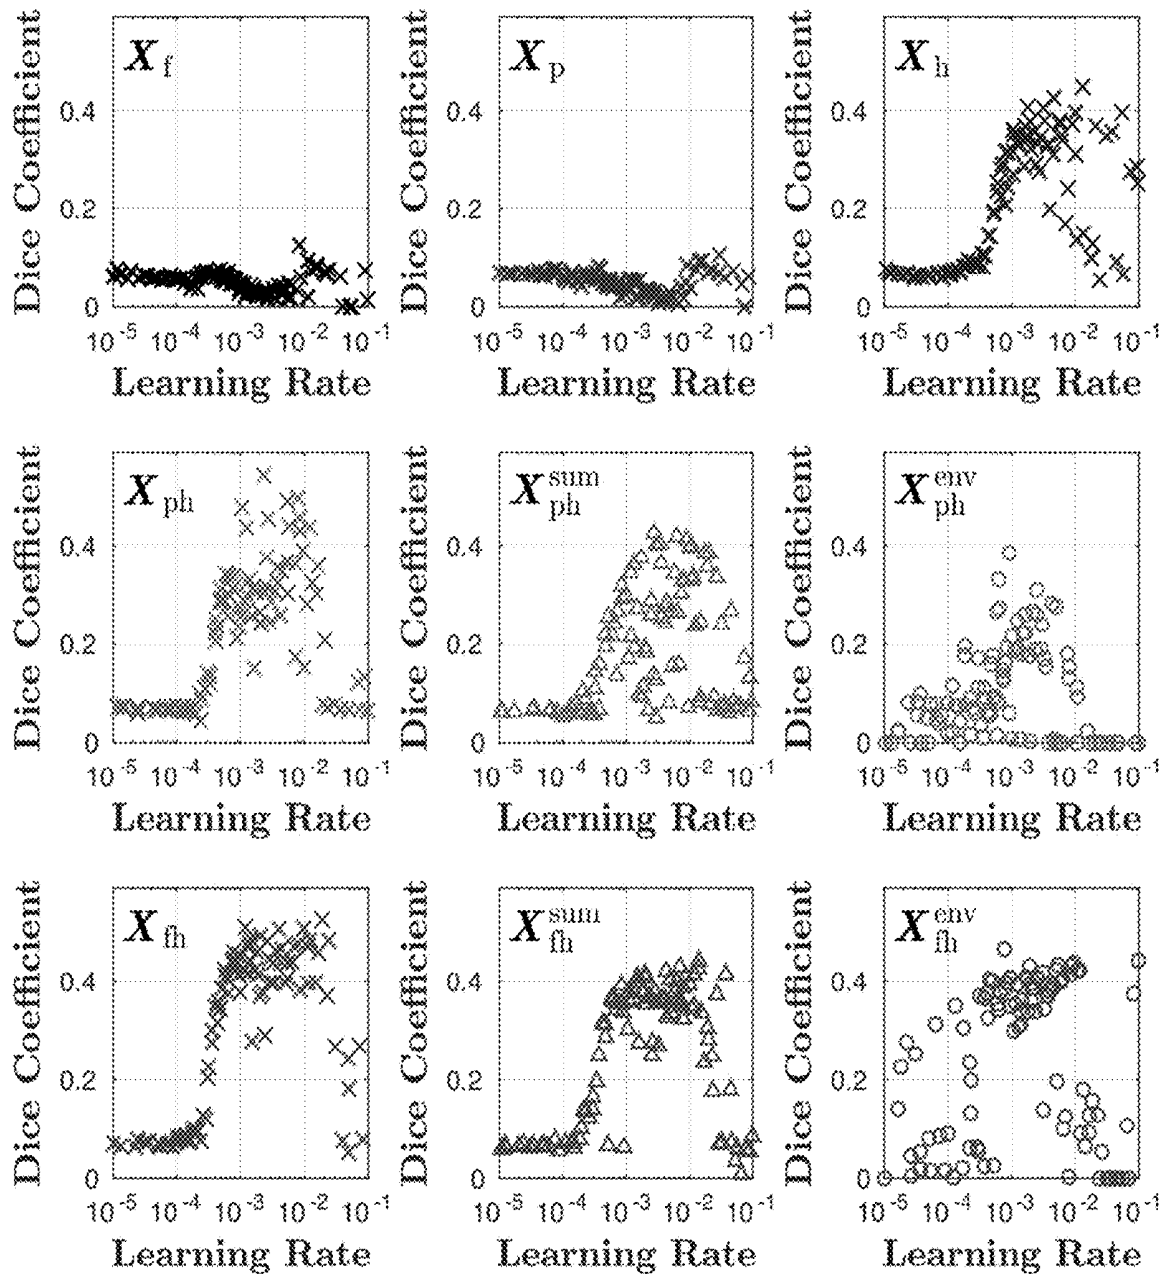 Dice Coefficient
X f
0.4
0.2
0
10-5 10-4 10-3 10-2 10-1
Learning Rate
Dice Coefficient
X p
0.4
0.2
0
10-5 10-4 10-3 10-2 10-1
Learning Rate
Dice Coefficient
X h
0.4
0.2
0
10-5 10-4 10-3 10-2 10-1
Learning Rate
Dice Coefficient
X ph
0.4
0.2
0
10-5 10-4 10-3 10-2 10-1
Learning Rate
Dice Coefficient
X sum ph
0.4
0.2
0
10-5 10-4 10-3 10-2 10-1
Learning Rate
Dice Coefficient
X env ph
0.4
0.2
0
10-5 10-4 10-3 10-2 10-1
Learning Rate
Dice Coefficient
X fh
0.4
0.2
0
10-5 10-4 10-3 10-2 10-1
Learning Rate
Dice Coefficient
X sum fh
0.4
0.2
0
10-5 10-4 10-3 10-2 10-1
Learning Rate
Dice Coefficient
X env fh
0.4
0.2
0
10-5 10-4 10-3 10-2 10-1
Learning Rate